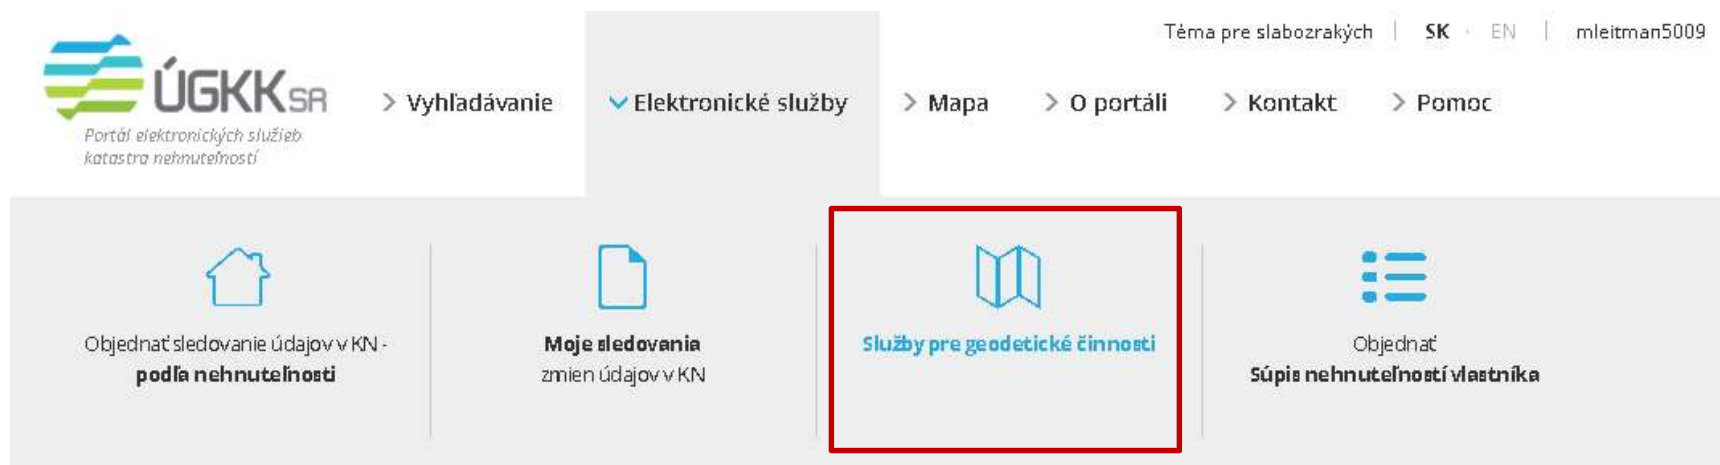 Téma pre slabozrakých | SK · EN | mleitman5009
ÚGKK SR
Portál elektronických služieb
katastra nehnuteľností
> Vyhľadávanie
Elektronické služby
> Mapa
> O portáli
> Kontakt
> Pomoc
Objednať sledovanie údajov v KN -
podľa nehnuteľnosti
Moje sledovania
zmien údajov v KN
Služby pre geodetické činnosti
Objednať
Súpis nehnuteľností vlastníka